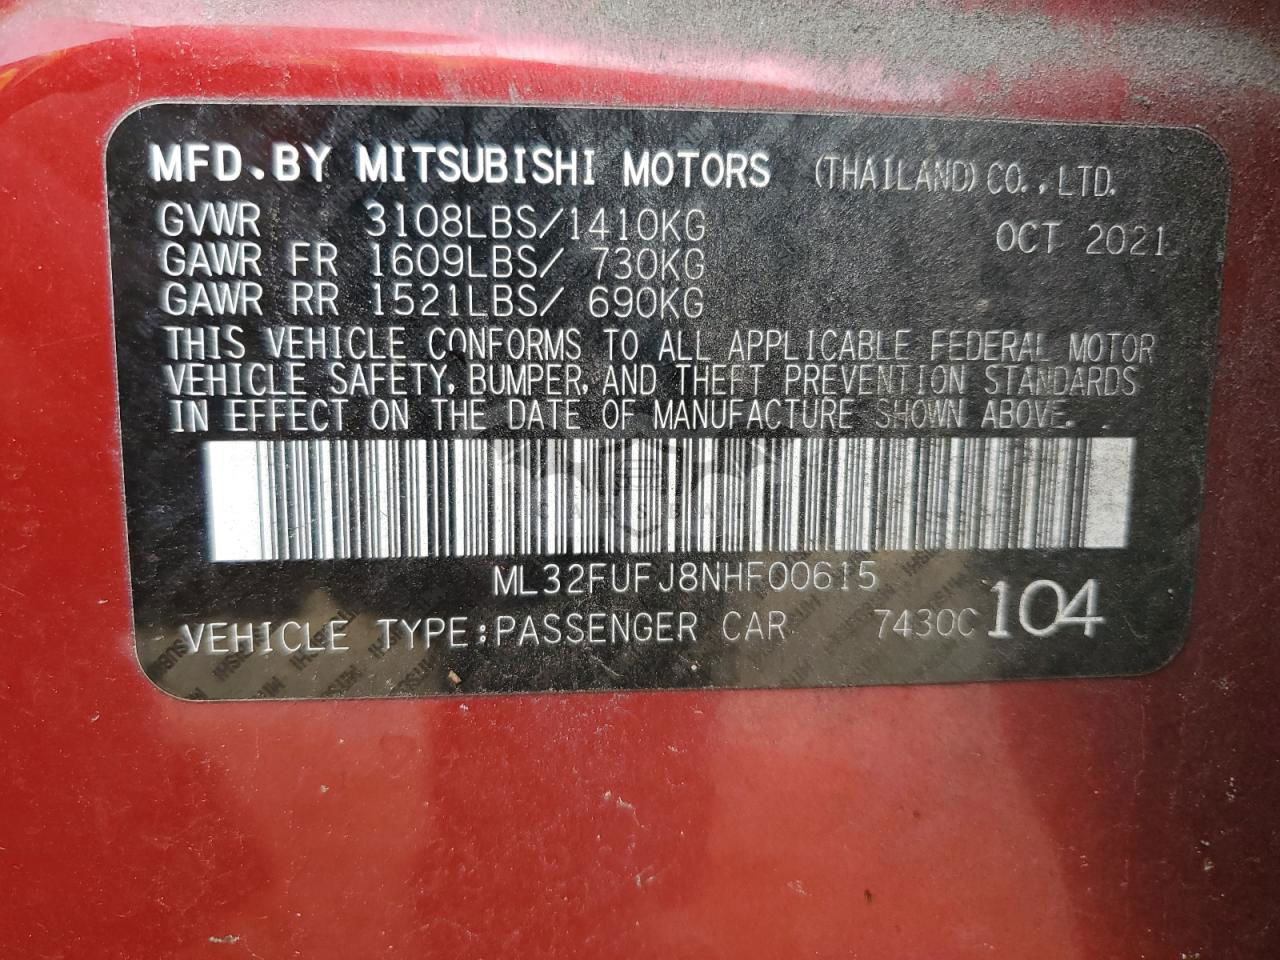 MFD.BY MITSUBISHI MOTORS (THAILAND) CO.,LTD.
GVWR 3108LBS/1410KG OCT 2021
GAWR FR 1609LBS/ 730KG
GAWR RR 1521LBS/ 690KG
THIS VEHICLE CONFORMS TO ALL APPLICABLE FEDERAL MOTOR
VEHICLE SAFETY, BUMPER, AND THEFT PREVENTION STANDARDS
IN EFFECT ON THE DATE OF MANUFACTURE SHOWN ABOVE.
ML32FUFJ8NHF00615
VEHICLE TYPE:PASSENGER CAR 7430C 104